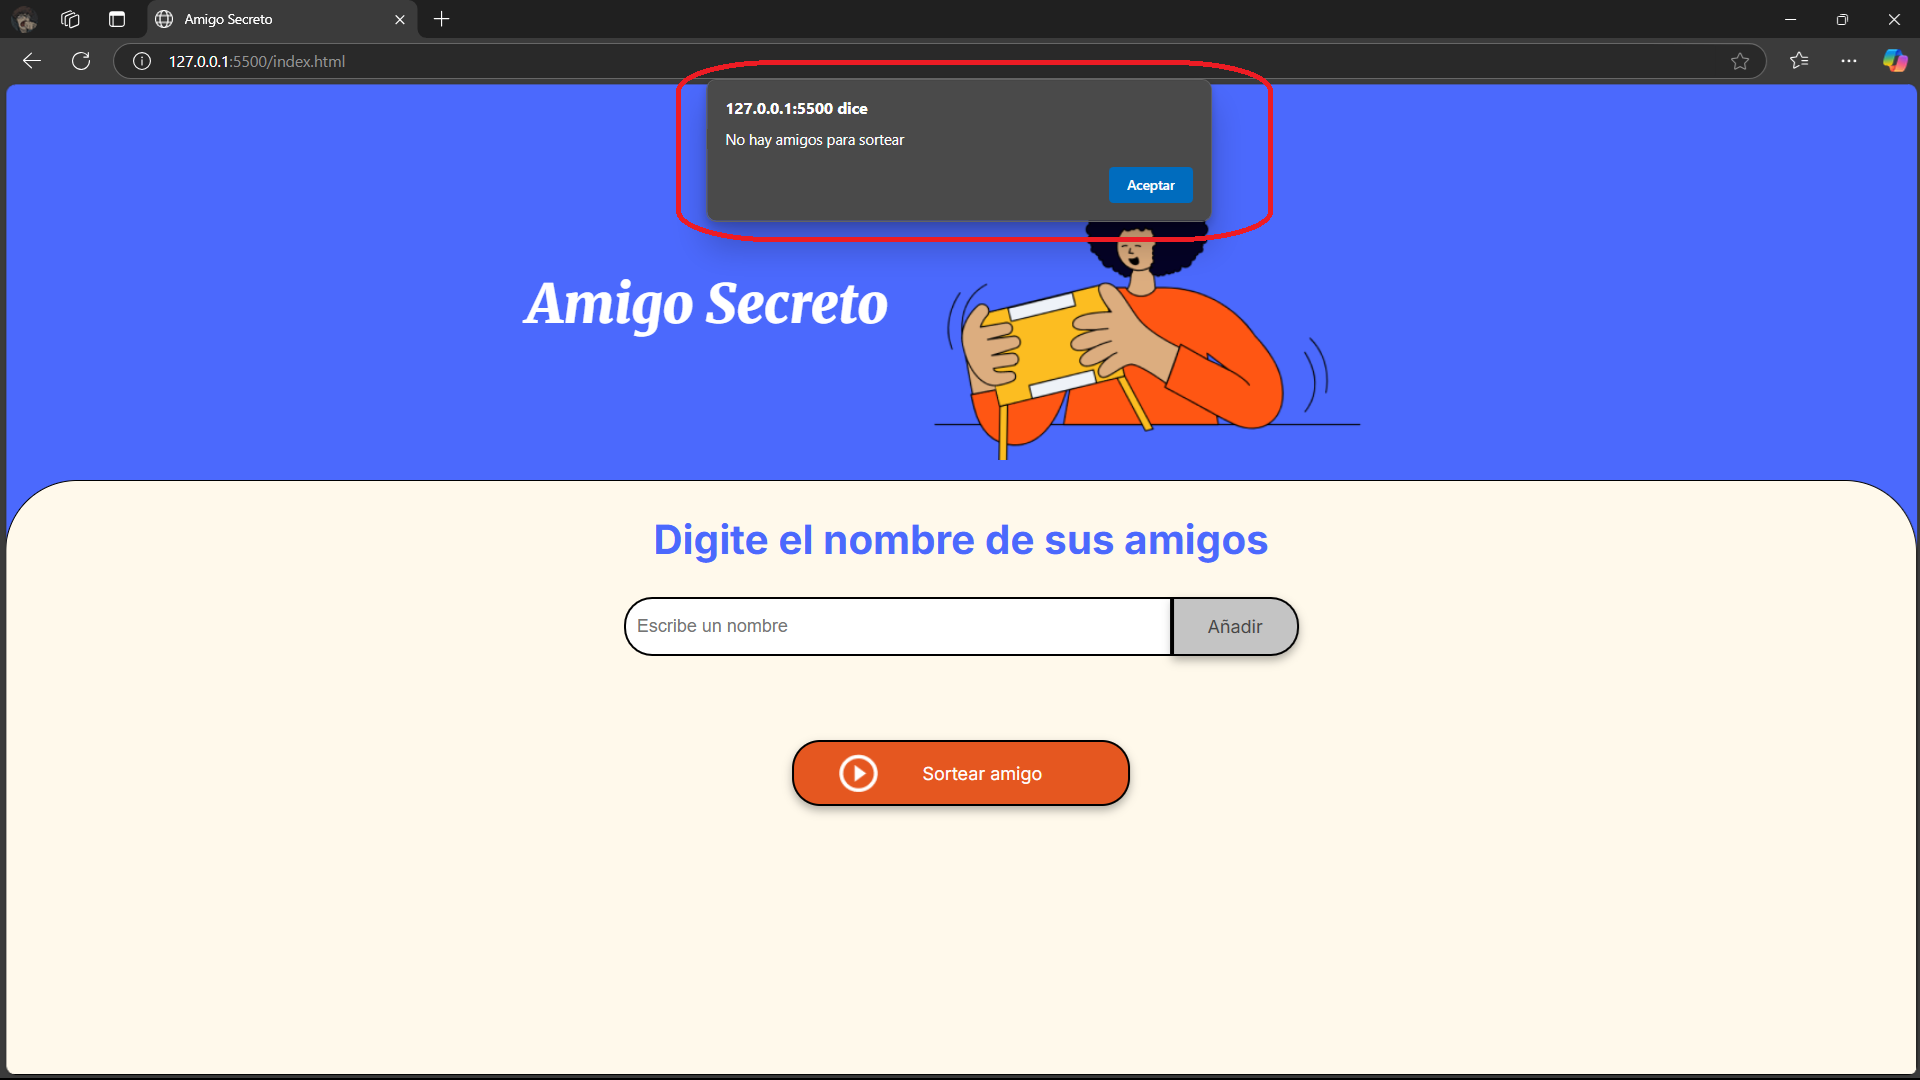 Amigo Secreto
127.0.0.1:5500/index.html
127.0.0.1:5500 dice
No hay amigos para sortear
Aceptar
Amigo Secreto
Digite el nombre de sus amigos
Escribe un nombre
Añadir
Sortear amigo